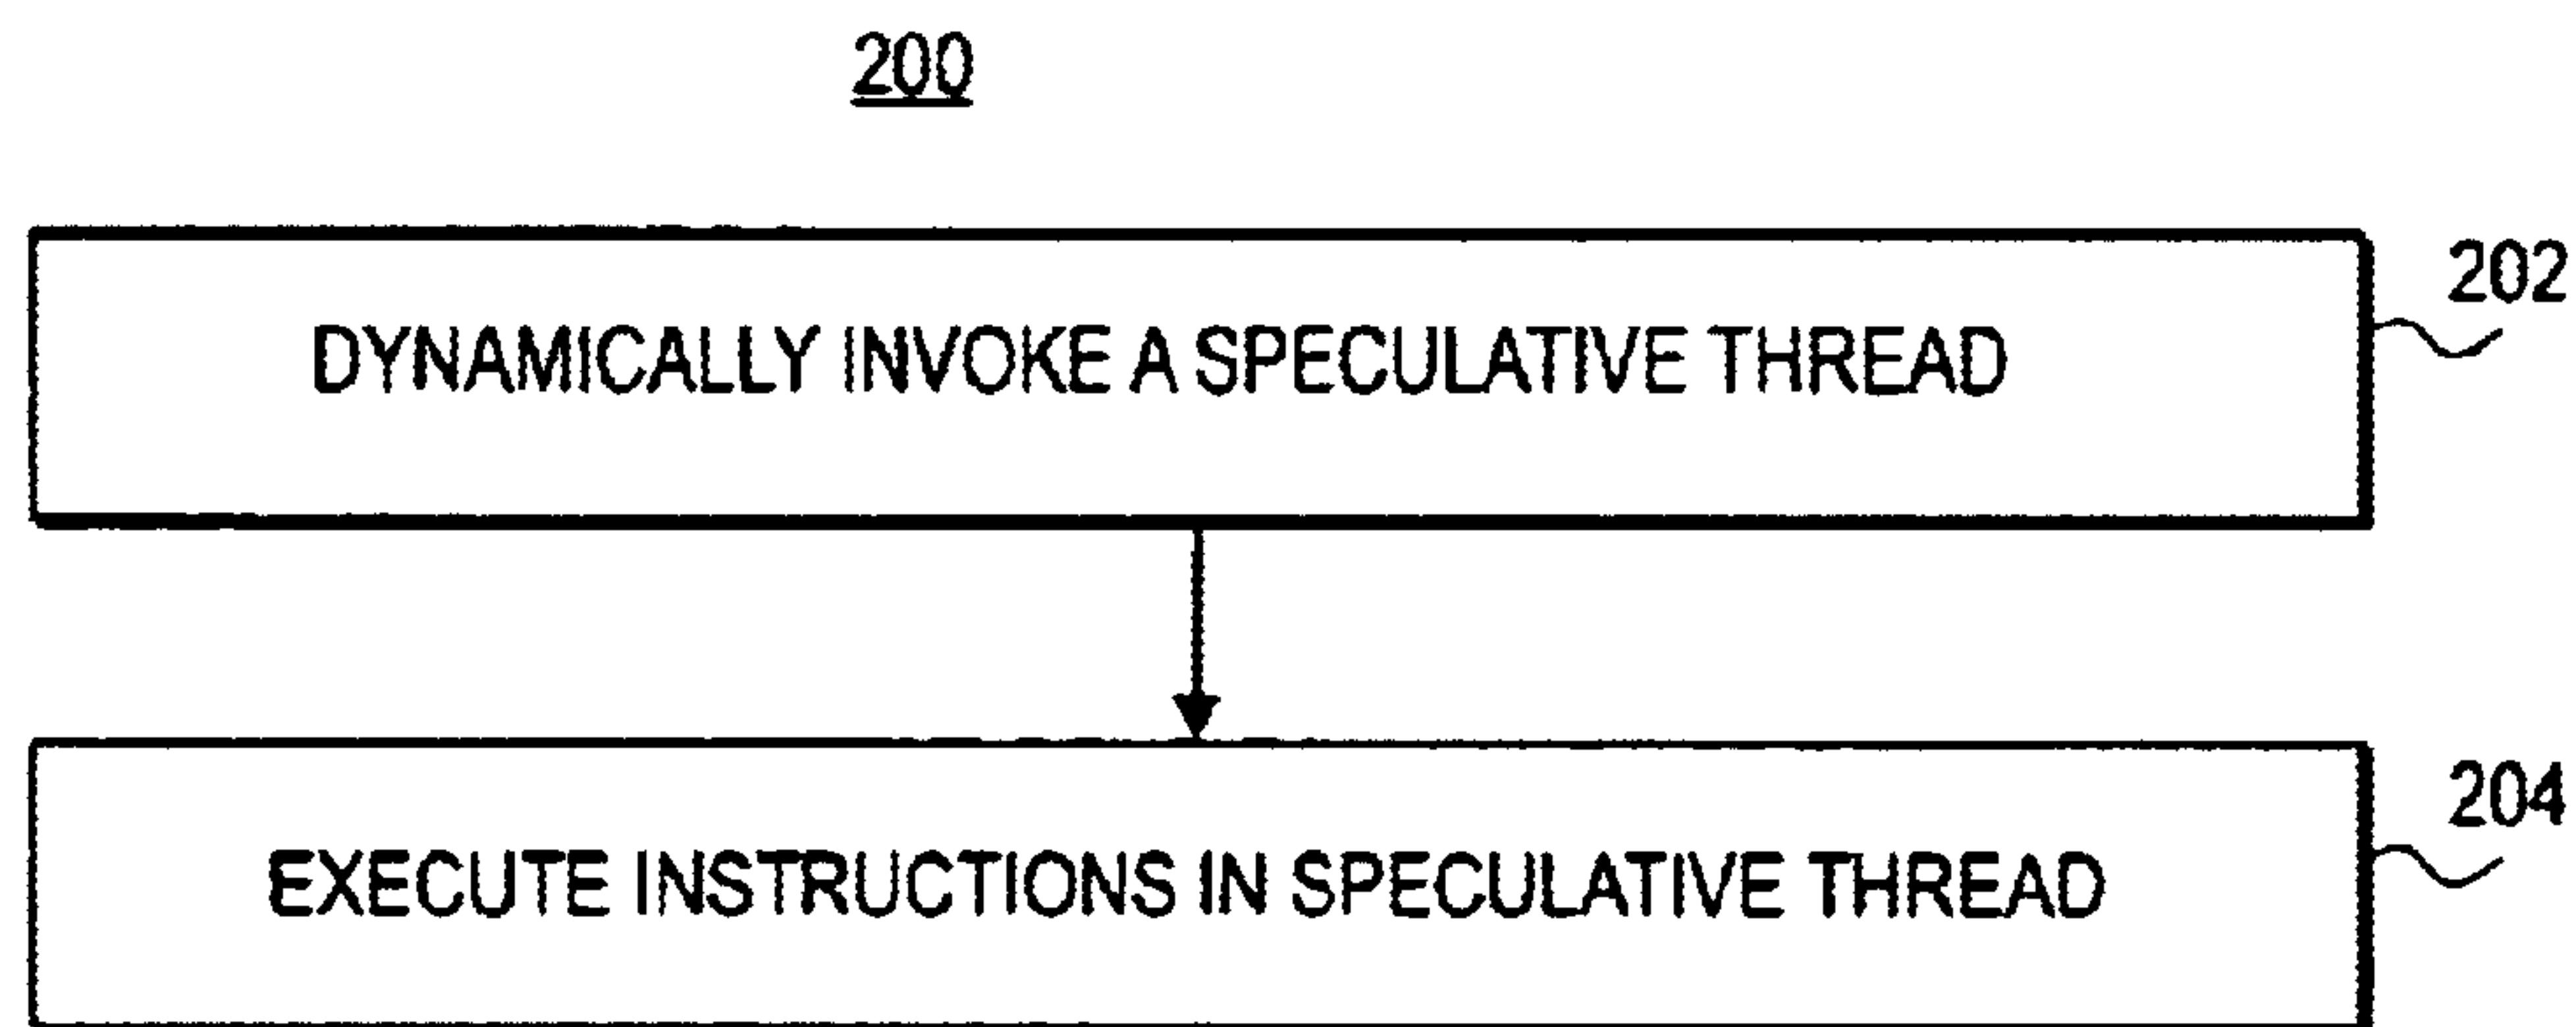 200
DYNAMICALLY INVOKE A SPECULATIVE THREAD
202
EXECUTE INSTRUCTIONS IN SPECULATIVE THREAD
204